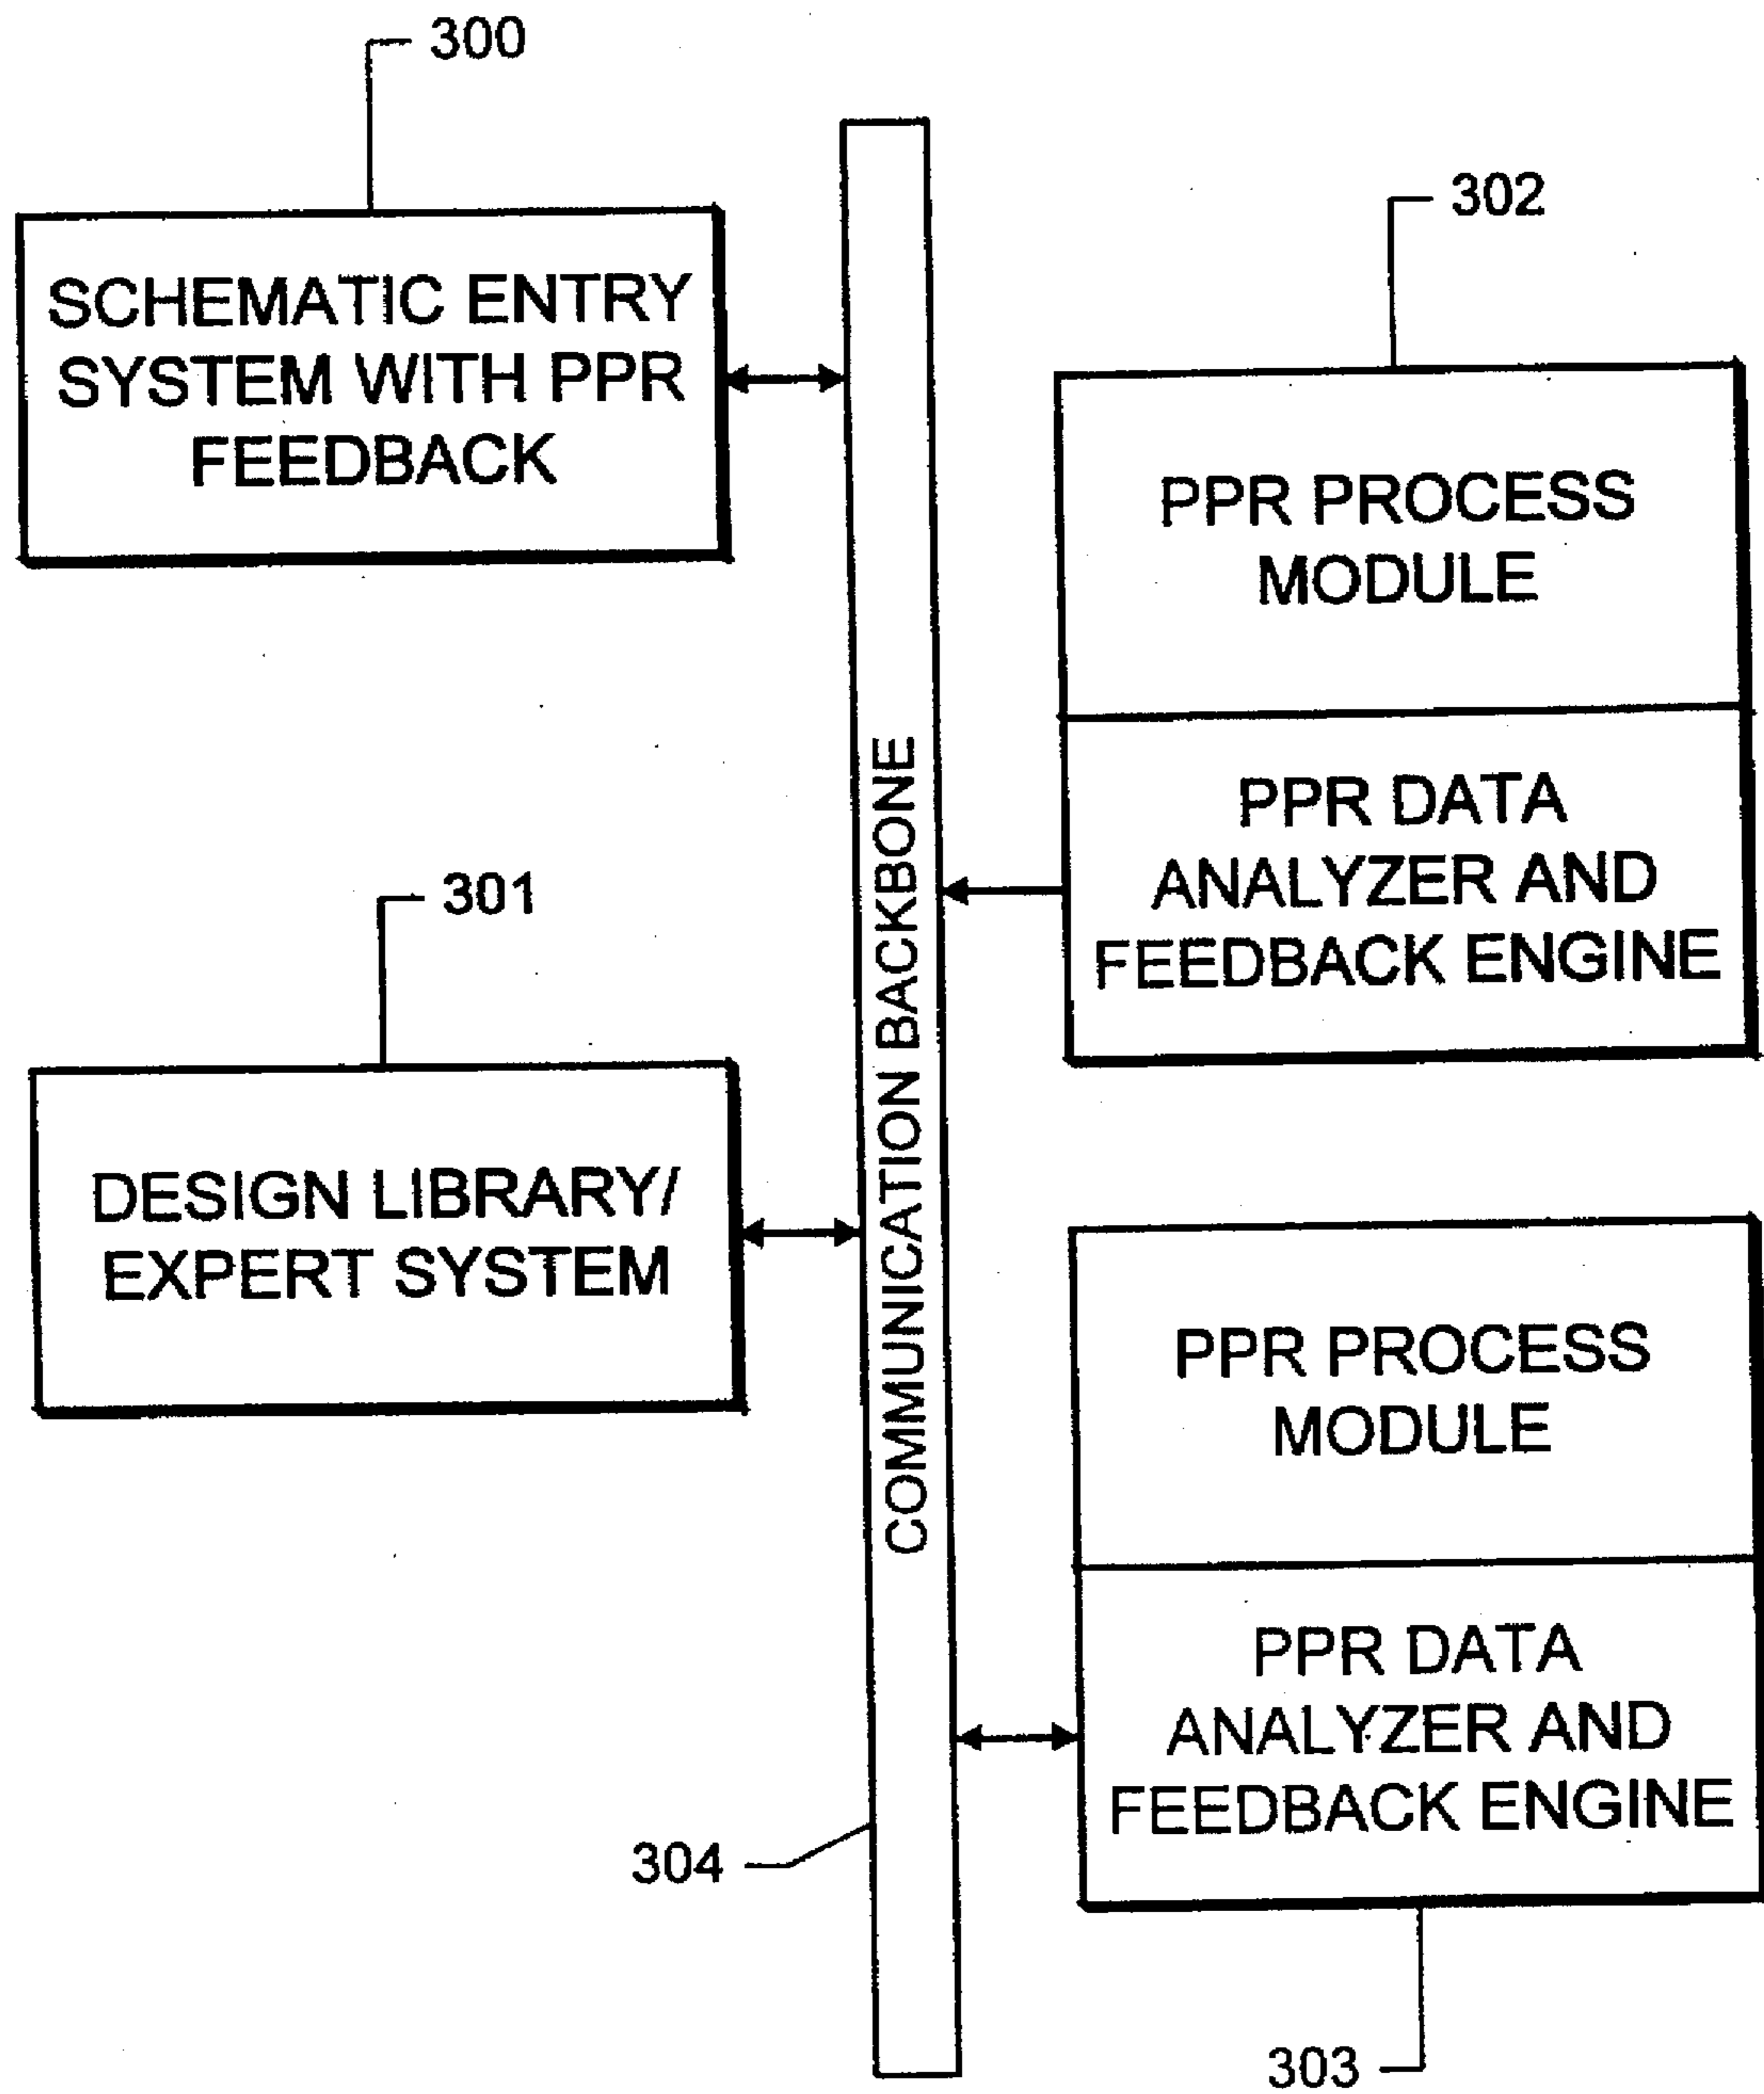 300
SCHEMATIC ENTRY
SYSTEM WITH PPR
FEEDBACK
302
PPR PROCESS
MODULE
PPR DATA
ANALYZER AND
FEEDBACK ENGINE
COMMUNICATION BACKBONE
301
DESIGN LIBRARY/
EXPERT SYSTEM
PPR PROCESS
MODULE
PPR DATA
ANALYZER AND
FEEDBACK ENGINE
304
303